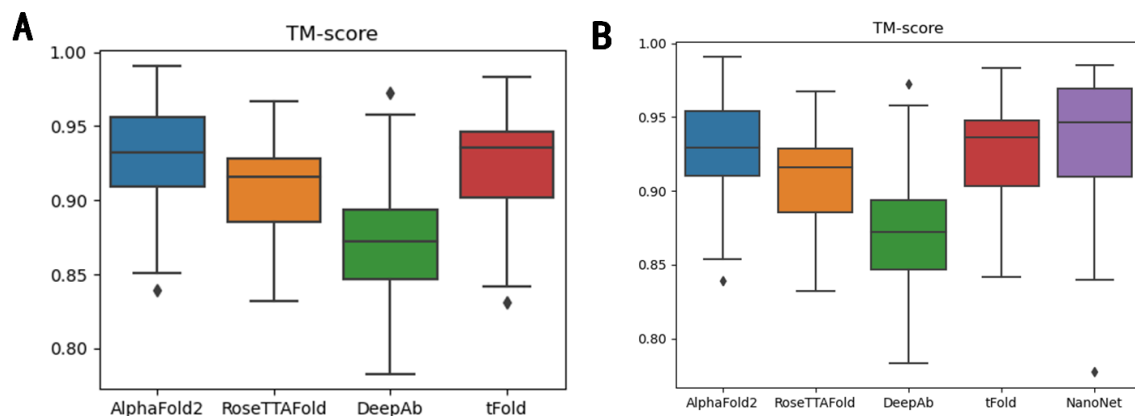 A
TM-score
1.00
0.95
0.90
0.85
0.80
AlphaFold2 RoseTTAFold DeepAb tFold
B
TM-score
1.00
0.95
0.90
0.85
0.80
AlphaFold2 RoseTTAFold DeepAb tFold NanoNet